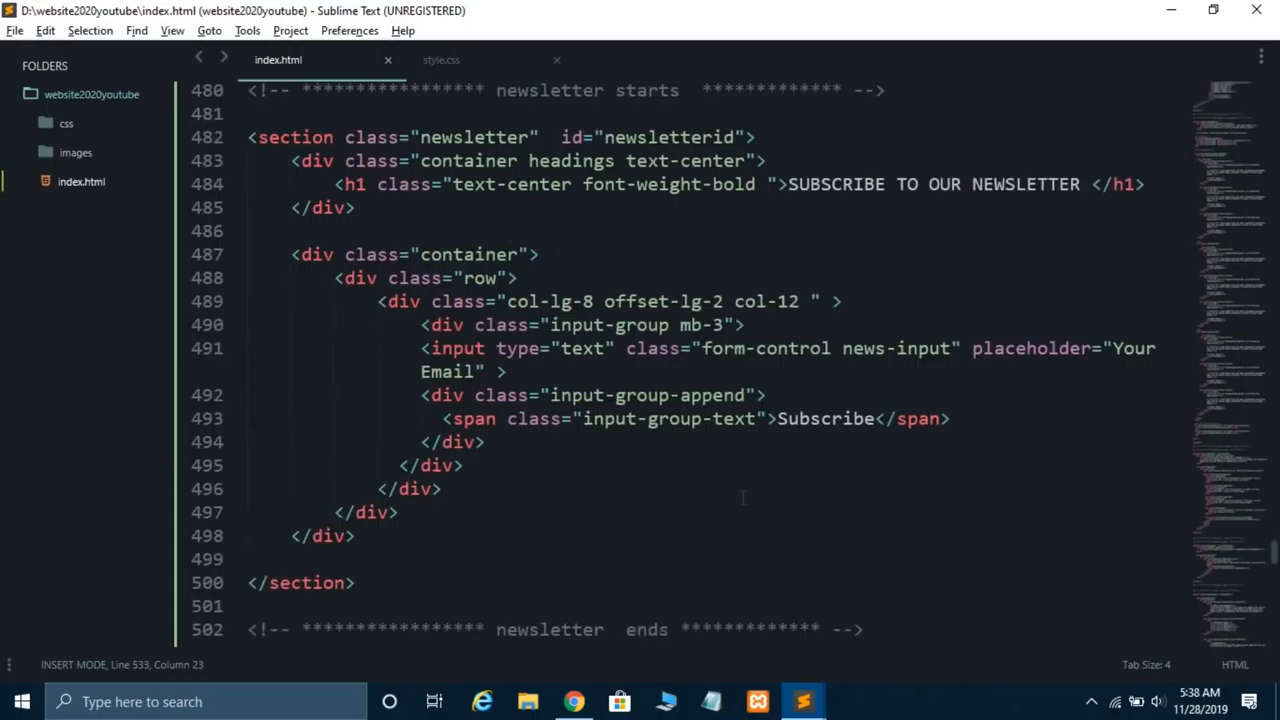 D:\website2020youtube\index.html (website2020youtube) - Sublime Text (UNREGISTERED)
File Edit Selection Find View Goto Tools Project Preferences Help
FOLDERS
website2020youtube
css
images
index.html
index.html style.css
480 <!-- ***************** newsletter starts ************* -->
481
482 <section class="newsletter" id="newsletterid">
483 <div class="container headings text-center">
484 <h1 class="text-center font-weight-bold ">SUBSCRIBE TO OUR NEWSLETTER </h1>
485 </div>
486
487 <div class="container">
488 <div class="row">
489 <div class="col-lg-8 offset-lg-2 col-12 " >
490 <div class="input-group mb-3">
491 <input type="text" class="form-control news-input" placeholder="Your
Email" >
492 <div class="input-group-append">
493 <span class="input-group-text">Subscribe</span>
494 </div>
495 </div>
496 </div>
497 </div>
498 </div>
499
500 </section>
501
502 <!-- ***************** newsletter ends ************* -->
INSERT MODE, Line 533, Column 23 Tab Size: 4 HTML
Type here to search
5:38 AM
11/28/2019